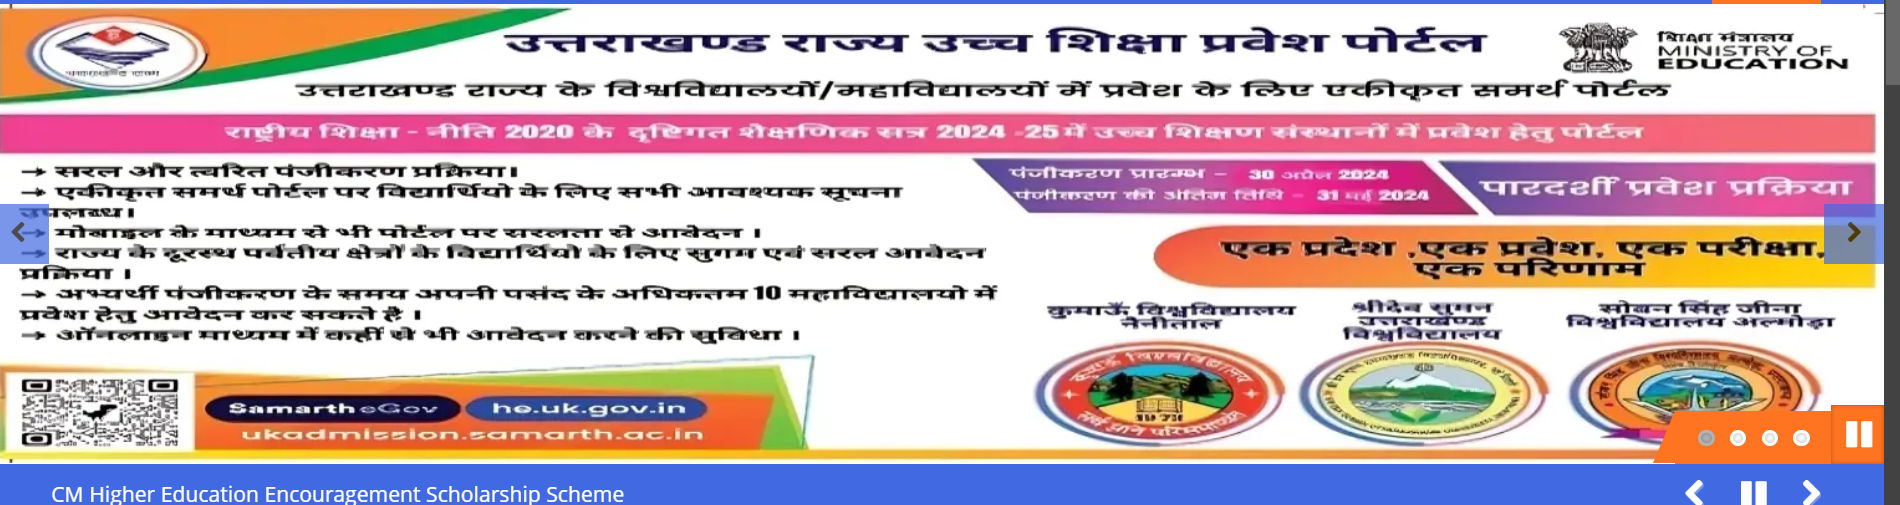 उत्तराखण्ड राज्य उच्च शिक्षा प्रवेश पोर्टल
शिक्षा मंत्रालय
MINISTRY OF
EDUCATION
उत्तराखण्ड राज्य के विश्वविद्यालयों/महाविद्यालयों में प्रवेश के लिए एकीकृत समर्थ पोर्टल
राष्ट्रीय शिक्षा - नीति 2020 के दृष्टिगत शैक्षणिक सत्र 2024 -25 में उच्च शिक्षण संस्थानों में प्रवेश हेतु पोर्टल
→ सरल और त्वरित पंजीकरण प्रक्रिया।
→ एकीकृत समर्थ पोर्टल पर विद्यार्थियो के लिए सभी आवश्यक सूचना
उपलब्ध।
→ मोबाइल के माध्यम से भी पोर्टल पर सरलता से आवेदन ।
→ राज्य के दूरस्थ पर्वतीय क्षेत्रों के विद्यार्थियो के लिए सुगम एवं सरल आवेदन
प्रक्रिया ।
→ अभ्यर्थी पंजीकरण के समय अपनी पसंद के अधिकतम 10 महाविद्यालयो में
प्रवेश हेतु आवेदन कर सकते है ।
→ ऑनलाइन माध्यम में कहीं से भी आवेदन करने की सुविधा ।
पंजीकरण प्रारम्भ – 30 अप्रैल 2024
पंजीकरण की अंतिम तिथि – 31 मई 2024
पारदर्शी प्रवेश प्रक्रिया
एक प्रदेश ,एक प्रवेश, एक परीक्षा,
एक परिणाम
कुमाऊँ विश्वविद्यालय
नैनीताल
श्रीदेव सुमन
उत्तराखण्ड
विश्वविद्यालय
सोबन सिंह जीना
विश्वविद्यालय अल्मोड़ा
SamartheGov
he.uk.gov.in
ukadmission.samarth.ac.in
CM Higher Education Encouragement Scholarship Scheme